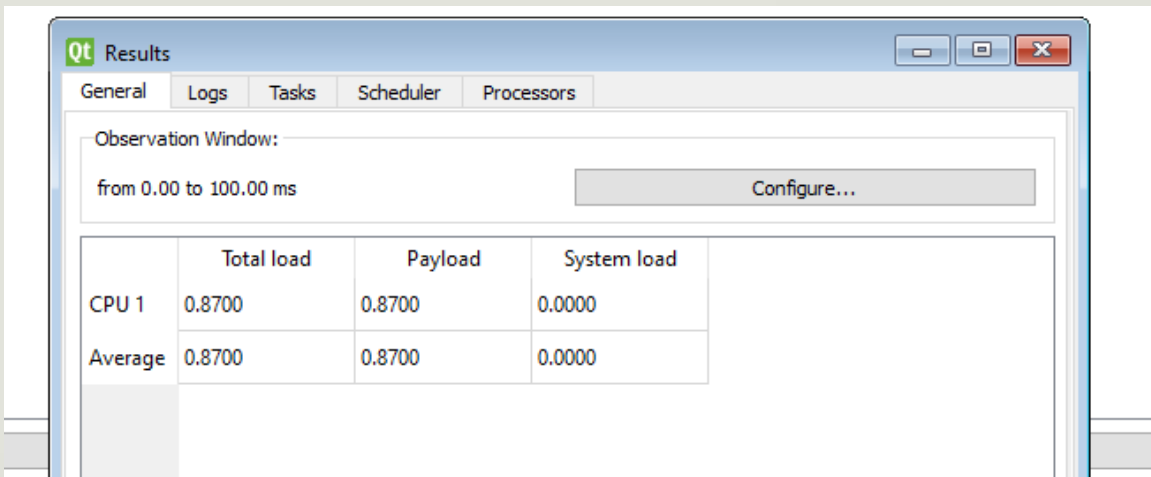 Qt Results
General Logs Tasks Scheduler Processors
Observation Window:
from 0.00 to 100.00 ms Configure...
Total load Payload System load
CPU 1 0.8700 0.8700 0.0000
Average 0.8700 0.8700 0.0000